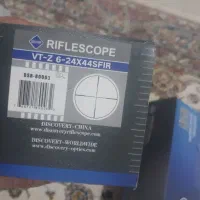 RIFLESCOPE
VT-Z 6-24X44SFIR
DISCOVERY-CHINA
www.discoveryriflescope.com
DISCOVERY-WORLDWIDE
www.discovery-optics.com